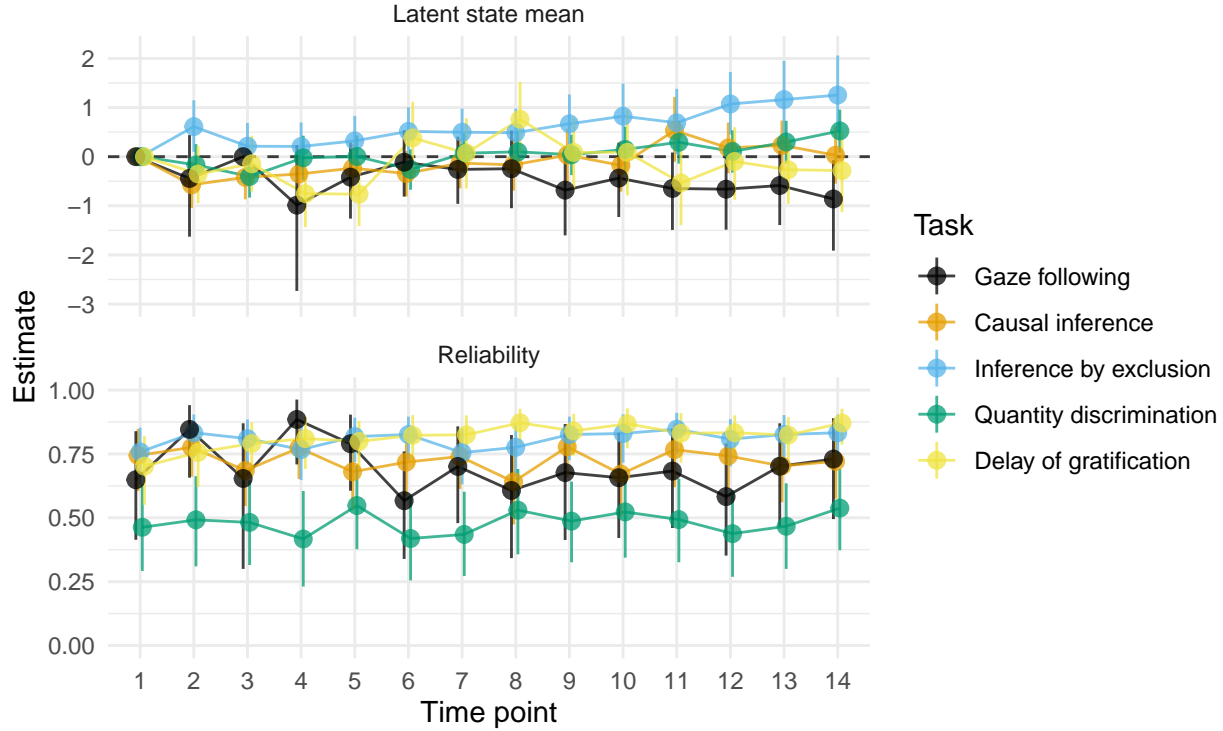 Latent state mean
2
1
0
−1
−2
−3
Reliability
1.00
0.75
0.50
0.25
0.00
1 2 3 4 5 6 7 8 9 10 11 12 13 14
Time point
Estimate
Task
Gaze following
Causal inference
Inference by exclusion
Quantity discrimination
Delay of gratification